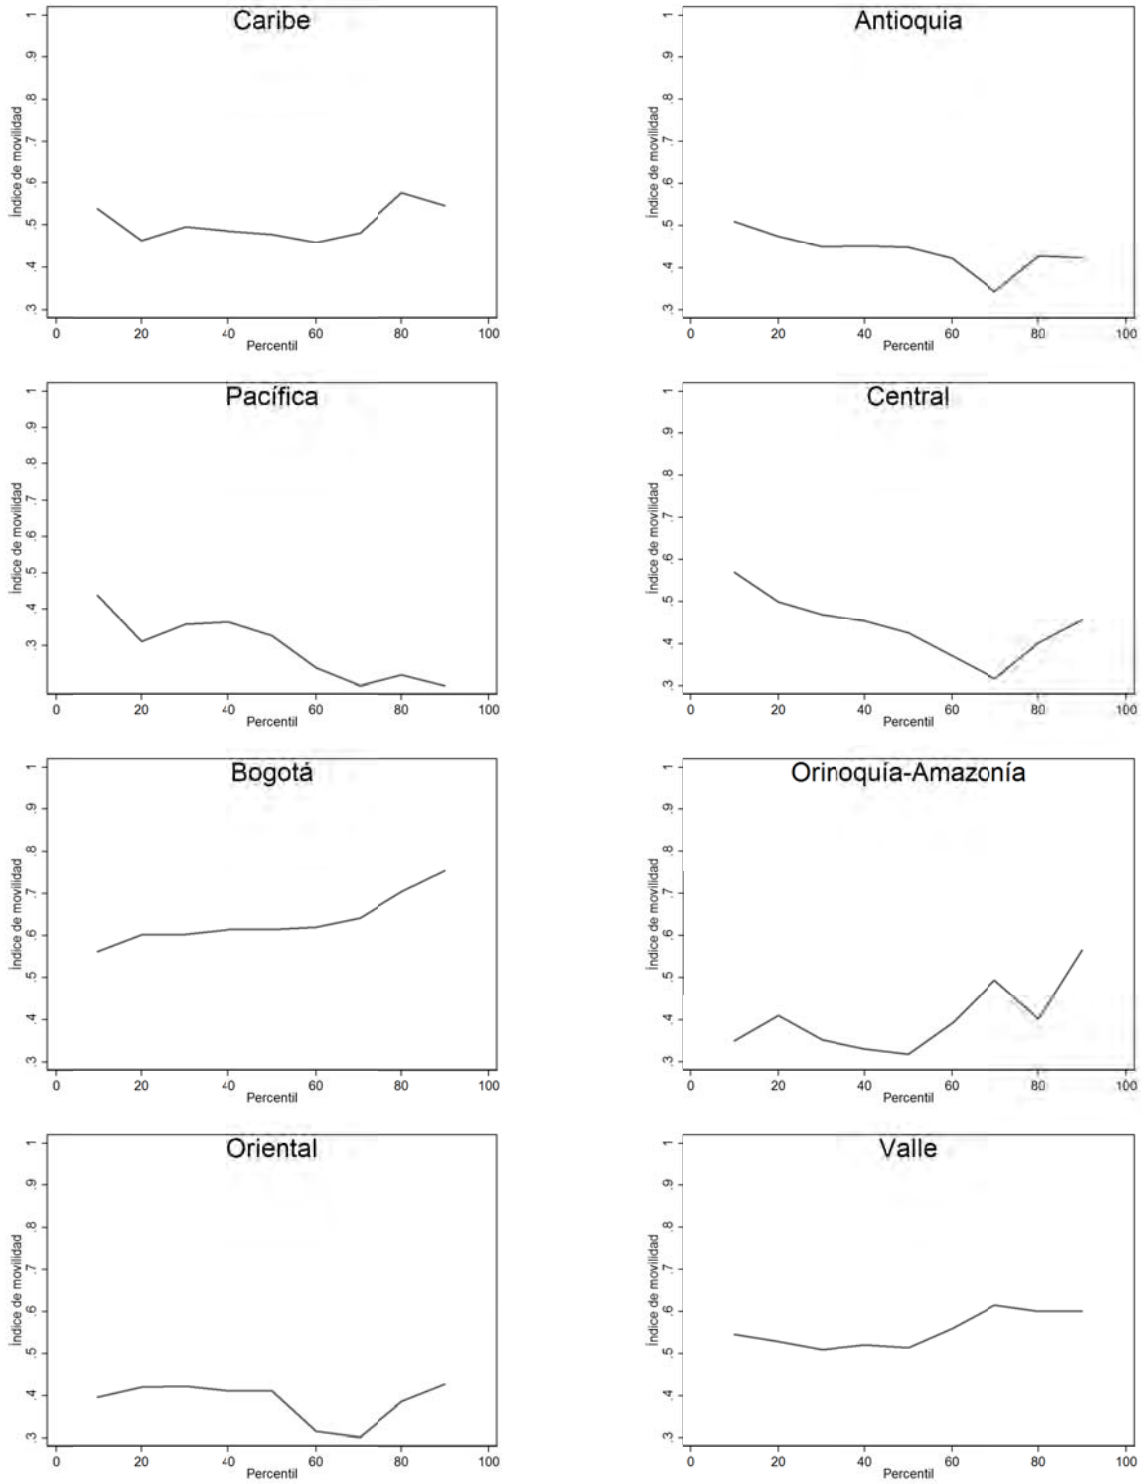 Caribe
Índice de movilidad
1
.9
.8
.7
.6
.5
.4
.3
0 20 40 60 80 100
Percentil
Antioquia
Índice de movilidad
1
.9
.8
.7
.6
.5
.4
.3
0 20 40 60 80 100
Percentil
Pacífica
Índice de movilidad
1
.9
.8
.7
.6
.5
.4
.3
0 20 40 60 80 100
Percentil
Central
Índice de movilidad
1
.9
.8
.7
.6
.5
.4
.3
0 20 40 60 80 100
Percentil
Bogotá
Índice de movilidad
1
.9
.8
.7
.6
.5
.4
.3
0 20 40 60 80 100
Percentil
Orinoquía-Amazonía
Índice de movilidad
1
.9
.8
.7
.6
.5
.4
.3
0 20 40 60 80 100
Percentil
Oriental
Índice de movilidad
1
.9
.8
.7
.6
.5
.4
.3
0 20 40 60 80 100
Percentil
Valle
Índice de movilidad
1
.9
.8
.7
.6
.5
.4
.3
0 20 40 60 80 100
Percentil